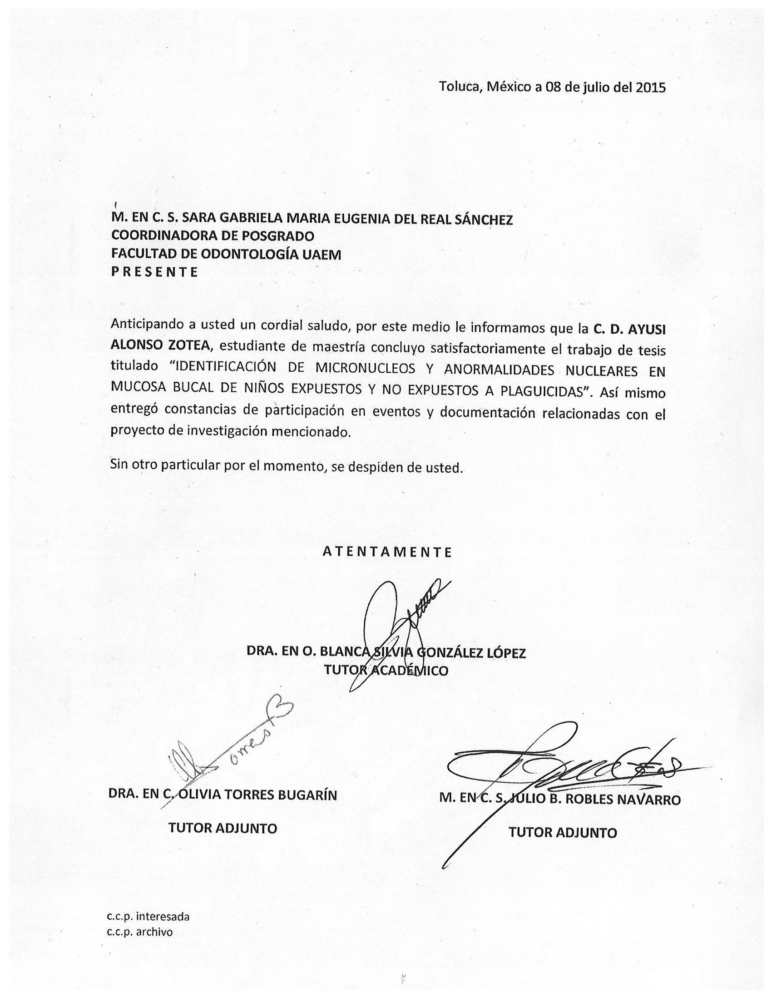 Toluca, México a 08 de julio del 2015
M. EN C. S. SARA GABRIELA MARIA EUGENIA DEL REAL SÁNCHEZ
COORDINADORA DE POSGRADO
FACULTAD DE ODONTOLOGÍA UAEM
P R E S E N T E
Anticipando a usted un cordial saludo, por este medio le informamos que la C. D. AYUSI
ALONSO ZOTEA, estudiante de maestría concluyo satisfactoriamente el trabajo de tesis
titulado “IDENTIFICACIÓN DE MICRONUCLEOS Y ANORMALIDADES NUCLEARES EN
MUCOSA BUCAL DE NIÑOS EXPUESTOS Y NO EXPUESTOS A PLAGUICIDAS”. Así mismo
entregó constancias de participación en eventos y documentación relacionadas con el
proyecto de investigación mencionado.
Sin otro particular por el momento, se despiden de usted.
A T E N T A M E N T E
DRA. EN O. BLANCA SILVIA GONZÁLEZ LÓPEZ
TUTOR ACADÉMICO
DRA. EN C. OLIVIA TORRES BUGARÍN
TUTOR ADJUNTO
M. EN C. S. JULIO B. ROBLES NAVARRO
TUTOR ADJUNTO
c.c.p. interesada
c.c.p. archivo